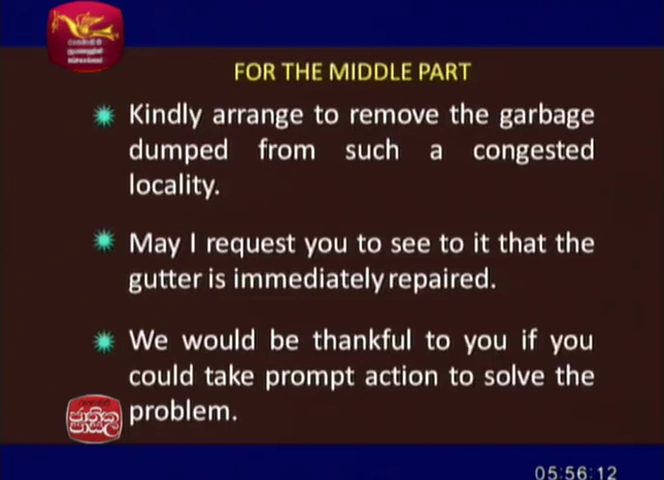 FOR THE MIDDLE PART
Kindly arrange to remove the garbage
dumped from such a congested
locality.
May I request you to see to it that the
gutter is immediately repaired.
We would be thankful to you if you
could take prompt action to solve the
problem.
ජාතික
පාසල
05:56:12